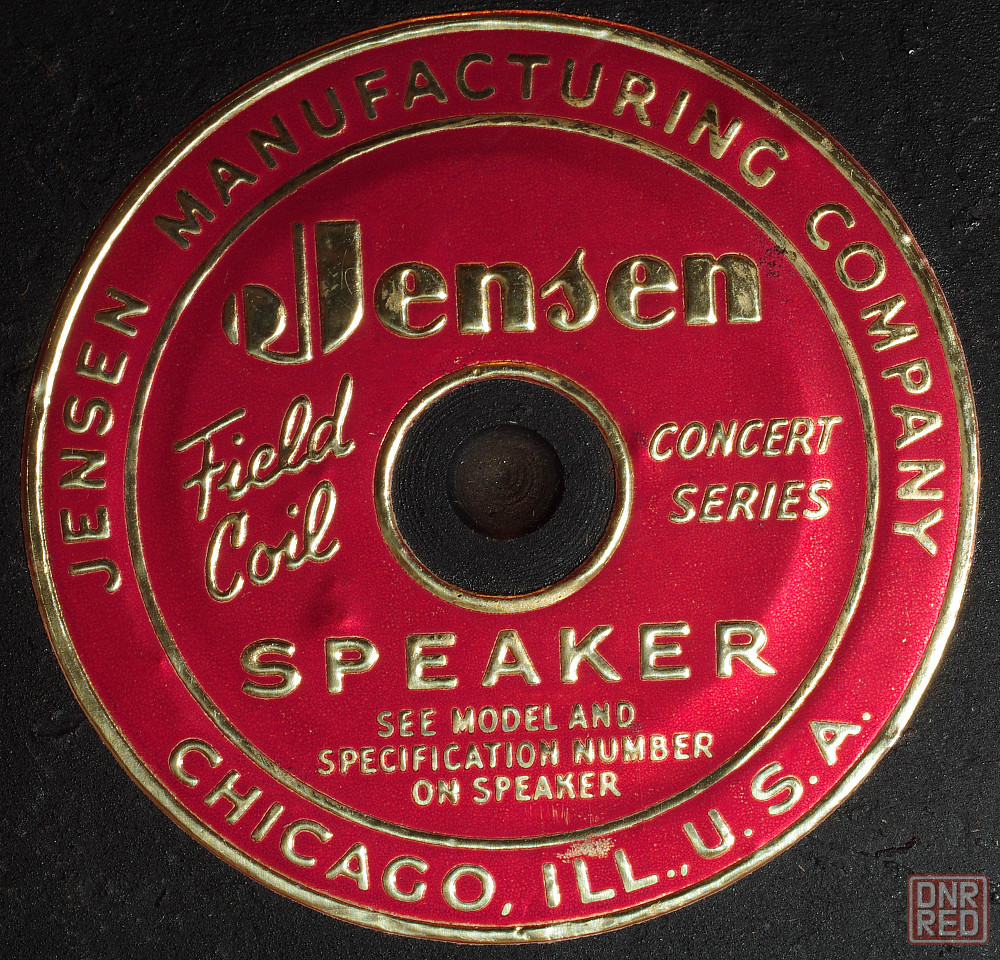 JENSEN MANUFACTURING COMPANY
Jensen
Field
Coil
CONCERT
SERIES
SPEAKER
SEE MODEL AND
SPECIFICATION NUMBER
ON SPEAKER
CHICAGO, ILL., U.S.A.
DNR
RED